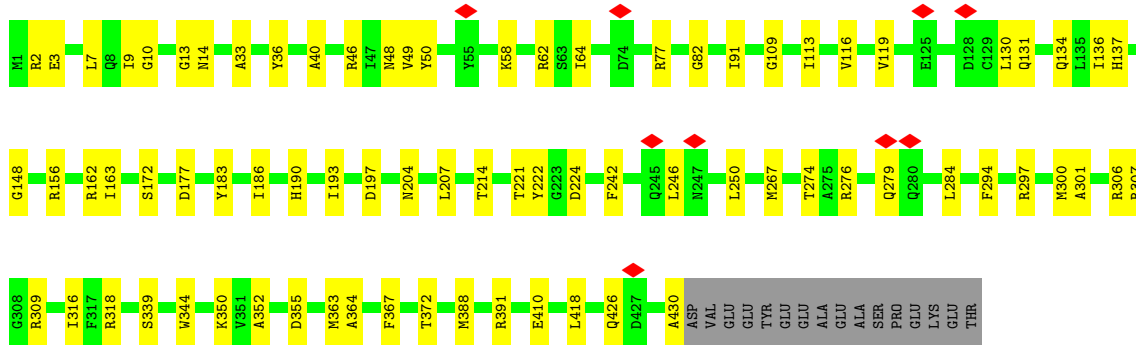 M1 R2 E3 L7 Q8 I9 G10 G13 N14 A33 Y36 A40 R46 I47 N48 V49 Y50 Y55 K58 R62 S63 I64 D74 R77 G82 I91 G109 I113 V116 V119 E125 D128 C129 L130 Q131 Q134 L135 I136 H137
G148 R156 R162 I163 S172 D177 Y183 I186 H190 I193 D197 N204 L207 T214 T221 Y222 G223 D224 F242 Q245 L246 N247 L250 M267 T274 A275 R276 Q279 Q280 L284 F294 R297 M300 A301 R306 P307
G308 R309 I316 F317 R318 S339 W344 K350 V351 A352 D355 M363 A364 F367 T372 M388 R391 E410 L418 Q426 D427 A430 ASP VAL GLU GLU TYR GLU GLU ALA GLU ALA SER PRO GLU LYS GLU THR